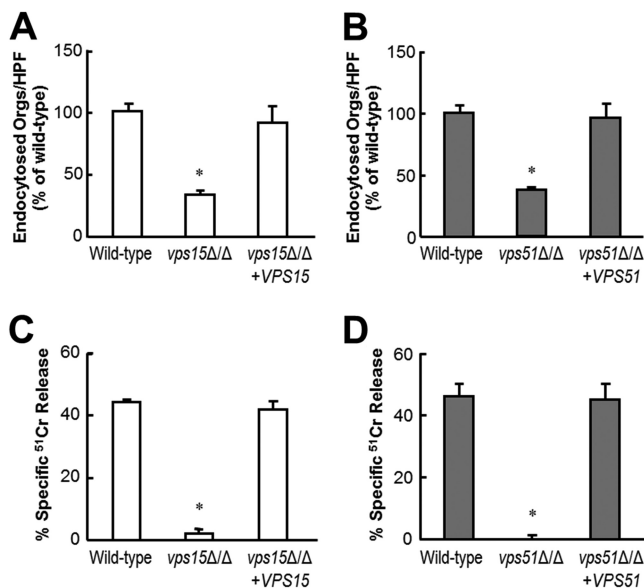 A
Endocytosed Orgs/HPF
(% of wild-type)
150
100
50
0
*
Wild-type
vps15Δ/Δ
vps15Δ/Δ
+VPS15
B
Endocytosed Orgs/HPF
(% of wild-type)
150
100
50
0
*
Wild-type
vps51Δ/Δ
vps51Δ/Δ
+VPS51
C
% Specific ⁵¹Cr Release
60
40
20
0
*
Wild-type
vps15Δ/Δ
vps15Δ/Δ
+VPS15
D
% Specific ⁵¹Cr Release
60
40
20
0
*
Wild-type
vps51Δ/Δ
vps51Δ/Δ
+VPS51